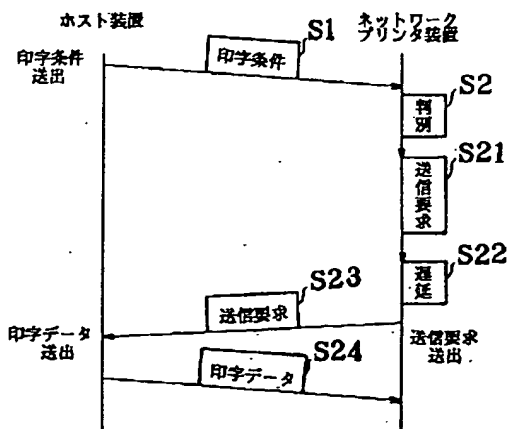 ホスト装置
ネットワーク
プリンタ装置
印字条件
送出
印字条件
S1
S2
判別
S21
送信要求
S22
遅延
S23
送信要求
印字データ
送出
送信要求
送出
S24
印字データ